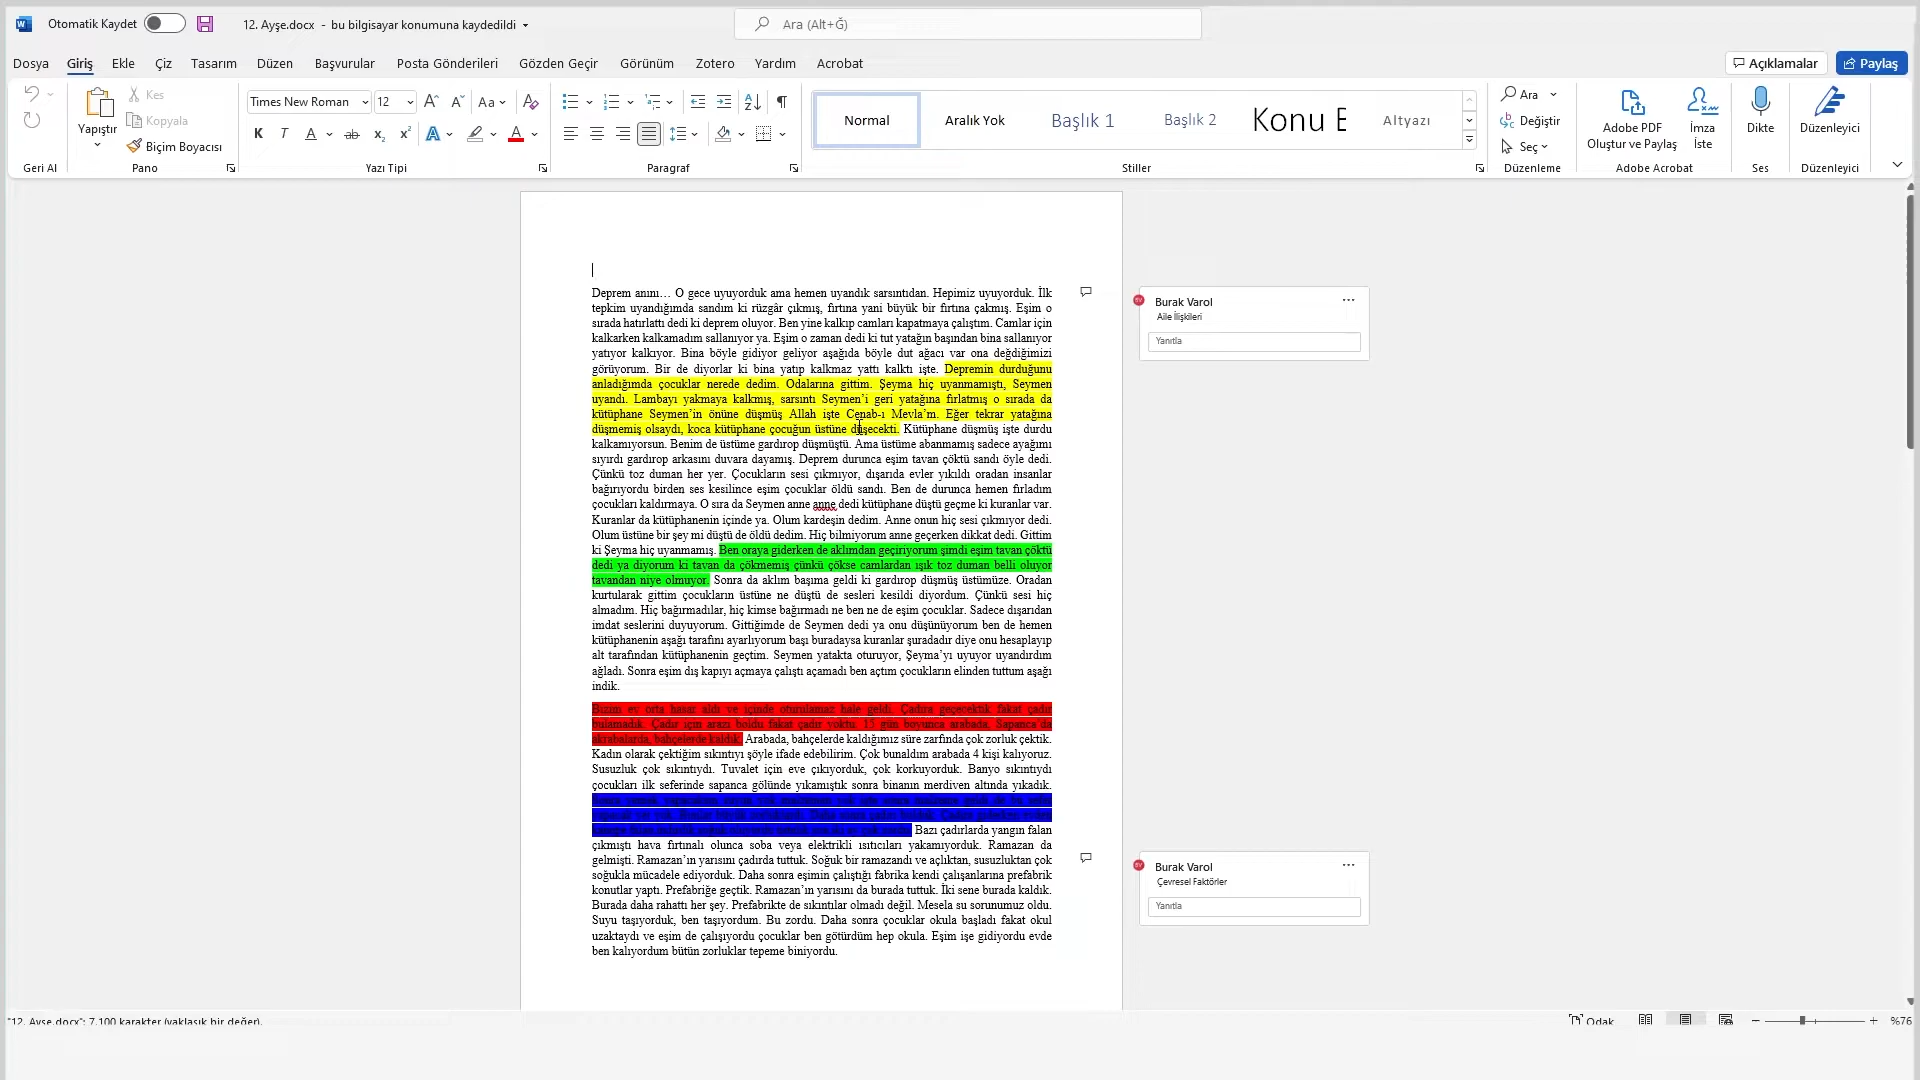 Otomatik Kaydet
12. Ayşe.docx - bu bilgisayar konumuna kaydedildi
Ara (Alt+Ğ)
Dosya Giriş Ekle Çiz Tasarım Düzen Başvurular Posta Gönderileri Gözden Geçir Görünüm Zotero Yardım Acrobat
Açıklamalar Paylaş
Yapıştır
Kes
Kopyala
Biçim Boyacısı
Times New Roman 12
Normal
Aralık Yok
Başlık 1
Başlık 2
Konu E
Altyazı
Ara
Değiştir
Seç
Adobe PDF
Oluştur ve Paylaş
İmza
İste
Dikte
Düzenleyici
Geri Al Pano Yazı Tipi Paragraf Stiller Düzenleme Adobe Acrobat Ses Düzenleyici
Deprem anını… O gece uyuyorduk ama hemen uyandık sarsıntıdan. Hepimiz uyuyorduk. İlk
tepkim uyandığımda sandım ki rüzgâr çıkmış, fırtına yani büyük bir fırtına çakmış. Eşim o
sırada hatırlattı dedi ki deprem oluyor. Ben yine kalkıp camları kapatmaya çalıştım. Camlar için
kalkarken kalkamadım sallanıyor ya. Eşim o zaman dedi ki tut yatağın başından bina sallanıyor
yatıyor kalkıyor. Bina böyle gidiyor geliyor aşağıda böyle dut ağacı var ona değdiğimizi
görüyorum. Bir de diyorlar ki bina yatıp kalkmaz yattı kalktı işte. Depremin durduğunu
anladığımda çocuklar nerede dedim. Odalarına gittim. Şeyma hiç uyanmamıştı, Seymen
uyandı. Lambayı yakmaya kalkmış, sarsıntı Seymen’i geri yatağına fırlatmış o sırada da
kütüphane Seymen’in önüne düşmüş Allah işte Cenab-ı Mevla’m. Eğer tekrar yatağına
düşmemiş olsaydı, koca kütüphane çocuğun üstüne düşecekti. Kütüphane düşmüş işte durdu
kalkamıyorsun. Benim de üstüme gardırop düşmüştü. Ama üstüme abanmamış sadece ayağımı
sıyırdı gardırop arkasını duvara dayamış. Deprem durunca eşim tavan çöktü sandı öyle dedi.
Çünkü toz duman her yer. Çocukların sesi çıkmıyor, dışarıda evler yıkıldı oradan insanlar
bağırıyordu birden ses kesilince eşim çocuklar öldü sandı. Ben de durunca hemen fırladım
çocukları kaldırmaya. O sıra da Seymen anne anne dedi kütüphane düştü geçme ki kuranlar var.
Kuranlar da kütüphanenin içinde ya. Olum kardeşin dedim. Anne onun hiç sesi çıkmıyor dedi.
Olum üstüne bir şey mi düştü de öldü dedim. Hiç bilmiyorum anne geçerken dikkat dedi. Gittim
ki Şeyma hiç uyanmamış. Ben oraya giderken de aklımdan geçiriyorum şimdi eşim tavan çöktü
dedi ya diyorum ki tavan da çökmemiş çünkü çökse camlardan ışık toz duman belli oluyor
tavandan niye olmuyor. Sonra da aklım başıma geldi ki gardırop düşmüş üstümüze. Oradan
kurtularak gittim çocukların üstüne ne düştü de sesleri kesildi diyordum. Çünkü sesi hiç
almadım. Hiç bağırmadılar, hiç kimse bağırmadı ne ben ne de eşim çocuklar. Sadece dışarıdan
imdat seslerini duyuyorum. Gittiğimde de Seymen dedi ya onu düşünüyorum ben de hemen
kütüphanenin aşağı tarafını ayarlıyorum başı buradaysa kuranlar şuradadır diye onu hesaplayıp
alt tarafından kütüphanenin geçtim. Seymen yatakta oturuyor, Şeyma’yı uyuyor uyandırdım
ağladı. Sonra eşim dış kapıyı açmaya çalıştı açamadı ben açtım çocukların elinden tuttum aşağı
indik.
Bizim ev orta hasar aldı ve içinde oturulamaz hale geldi. Çadıra geçecektik fakat çadır
bulamadık. Çadır için arazi boldu fakat çadır yoktu. 15 gün boyunca arabada, Sapanca’da
akrabalarda, bahçelerde kaldık. Arabada, bahçelerde kaldığımız süre zarfında çok zorluk çektik.
Kadın olarak çektiğim sıkıntıyı şöyle ifade edebilirim. Çok bunaldım arabada 4 kişi kalıyoruz.
Susuzluk çok sıkıntıydı. Tuvalet için eve çıkıyorduk, çok korkuyorduk. Banyo sıkıntıydı
çocukları ilk seferinde sapanca gölünde yıkamıştık sonra binanın merdiven altında yıkadık.
Bazı çadırlarda yangın falan
çıkmıştı hava fırtınalı olunca soba veya elektrikli ısıtıcıları yakamıyorduk. Ramazan da
gelmişti. Ramazan’ın yarısını çadırda tuttuk. Soğuk bir ramazandı ve açlıktan, susuzluktan çok
soğukla mücadele ediyorduk. Daha sonra eşimin çalıştığı fabrika kendi çalışanlarına prefabrik
konutlar yaptı. Prefabriğe geçtik. Ramazan’ın yarısını da burada tuttuk. İki sene burada kaldık.
Burada daha rahattı her şey. Prefabrikte de sıkıntılar olmadı değil. Mesela su sorunumuz oldu.
Suyu taşıyorduk, ben taşıyordum. Bu zordu. Daha sonra çocuklar okula başladı fakat okul
uzaktaydı ve eşim de çalışıyordu çocuklar ben götürdüm hep okula. Eşim işe gidiyordu evde
ben kalıyordum bütün zorluklar tepeme biniyordu.
Burak Varol
Aile İlişkileri
Yanıtla
Burak Varol
Çevresel Faktörler
Yanıtla
"12. Ayşe.docx": 7.100 karakter (yaklaşık bir değer).
Odak
%76